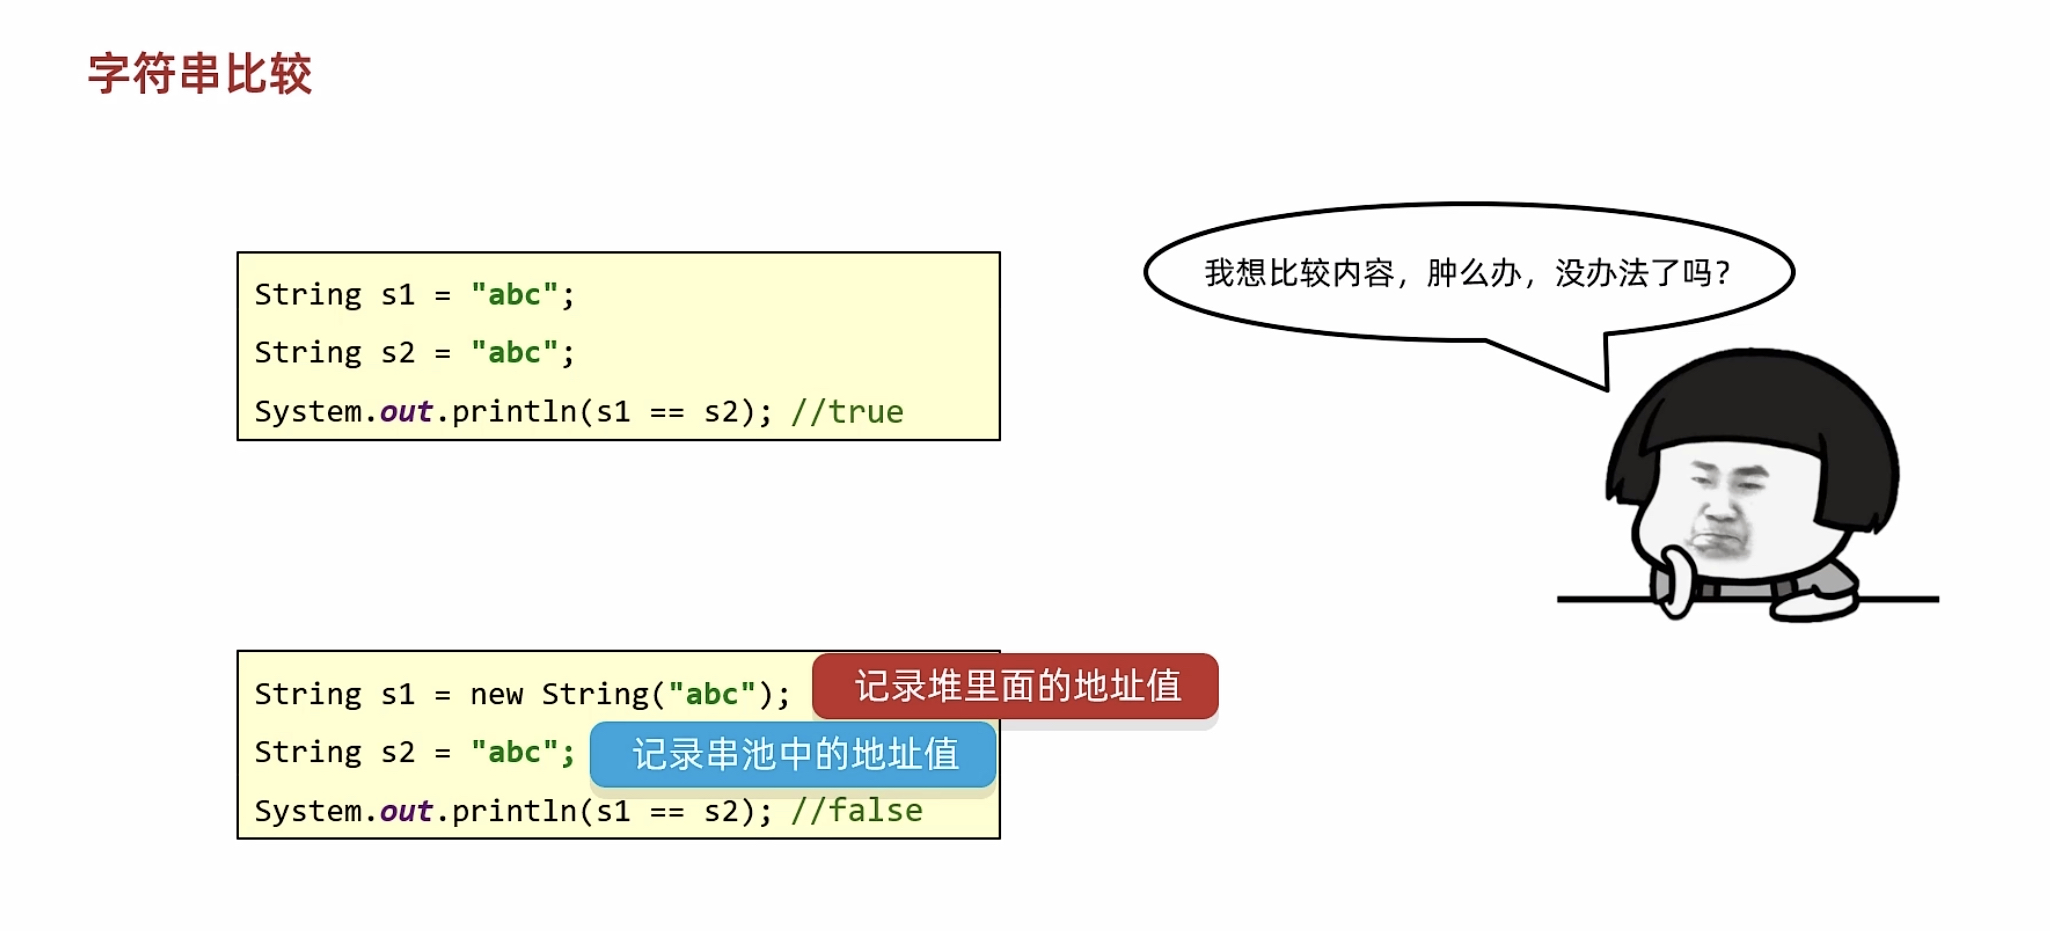 字符串比较
String s1 = "abc";
String s2 = "abc";
System.out.println(s1 == s2); //true
我想比较内容，肿么办，没办法了吗？
String s1 = new String("abc");
记录堆里面的地址值
String s2 = "abc";
记录串池中的地址值
System.out.println(s1 == s2); //false